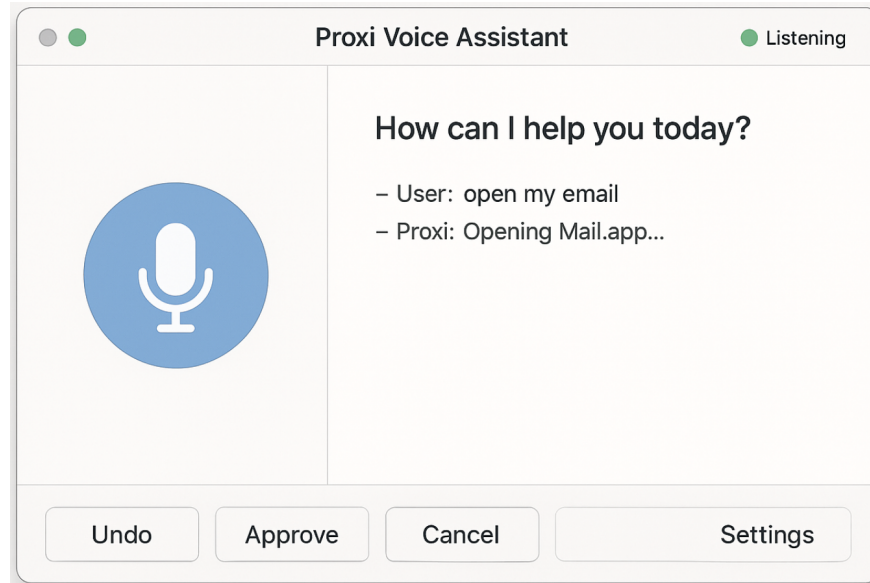 Proxi Voice Assistant
Listening
How can I help you today?
– User: open my email
– Proxi: Opening Mail.app...
Undo
Approve
Cancel
Settings